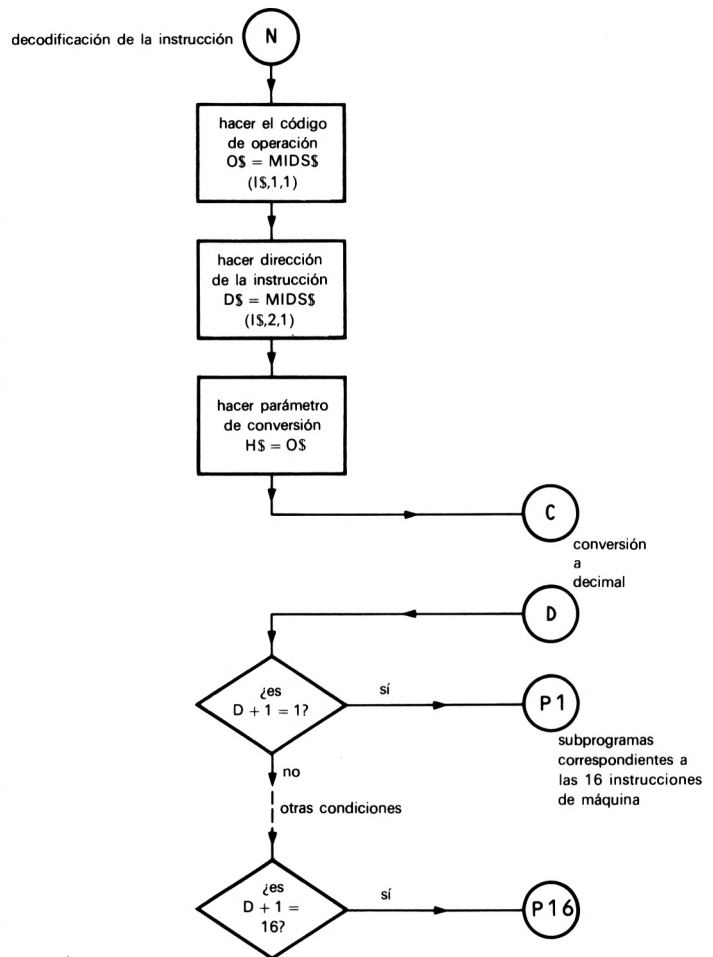 decodificación de la instrucción
N
hacer el código
de operación
O$ = MIDS$
(I$,1,1)
hacer dirección
de la instrucción
D$ = MIDS$
(I$,2,1)
hacer parámetro
de conversión
H$ = O$
C
conversión
a
decimal
D
¿es
D + 1 = 1?
sí
P1
subprogramas
correspondientes a
las 16 instrucciones
de máquina
no
otras condiciones
¿es
D + 1 =
16?
sí
P16